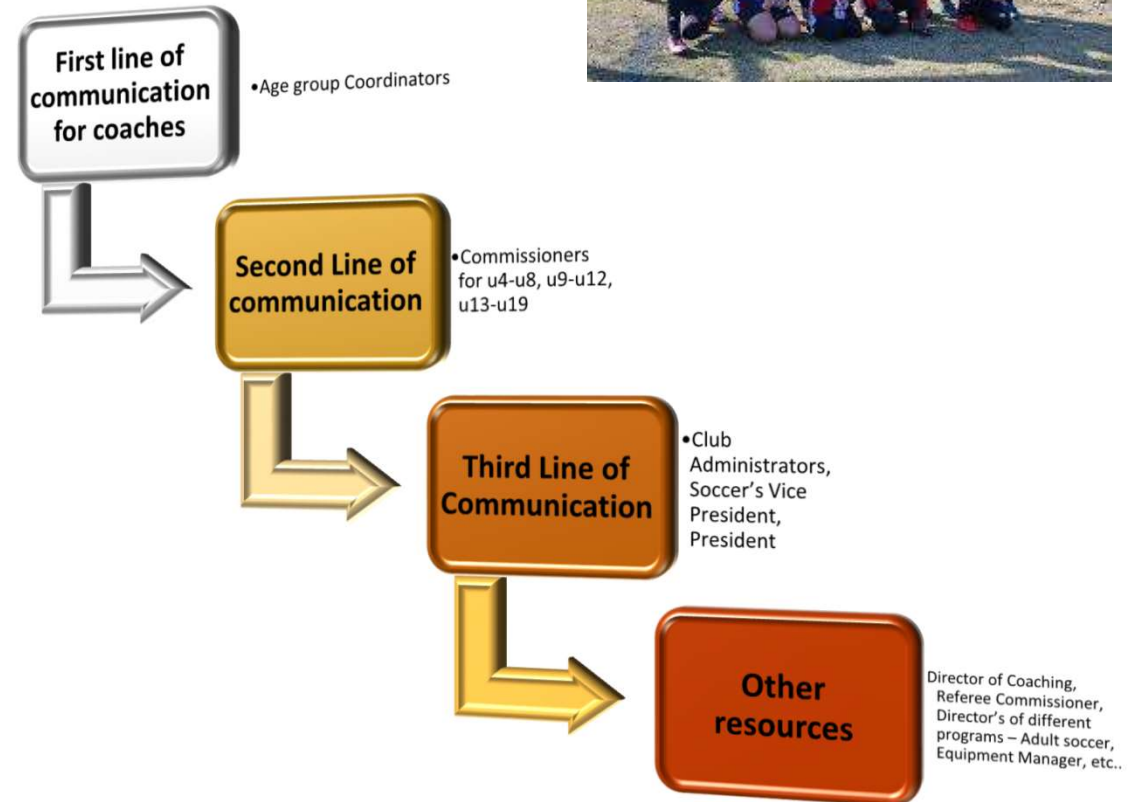 First line of
communication
for coaches
•Age group Coordinators
Second Line of
communication
•Commissioners
for u4-u8, u9-u12,
u13-u19
Third Line of
Communication
•Club
Administrators,
Soccer’s Vice
President,
President
Other
resources
Director of Coaching,
Referee Commissioner,
Director’s of different
programs – Adult soccer,
Equipment Manager, etc..